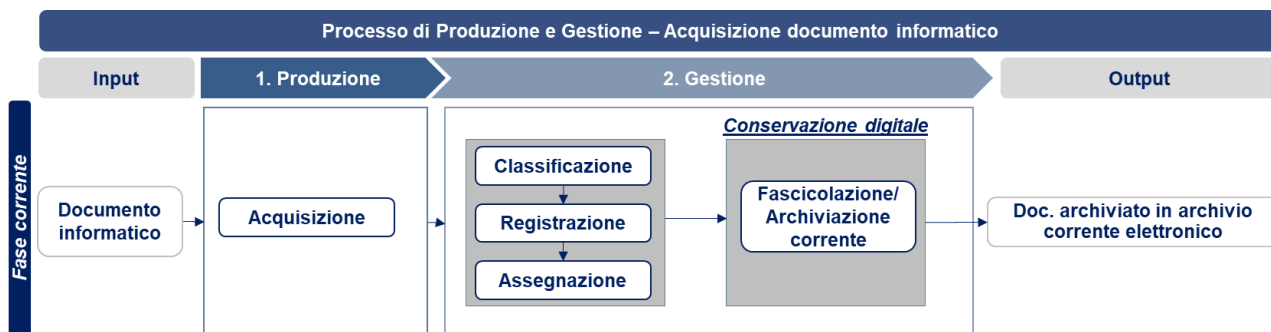 Processo di Produzione e Gestione – Acquisizione documento informatico
Input
1. Produzione
2. Gestione
Output
Fase corrente
Documento
informatico
Acquisizione
Classificazione
Registrazione
Assegnazione
Conservazione digitale
Fascicolazione/
Archiviazione
corrente
Doc. archiviato in archivio
corrente elettronico